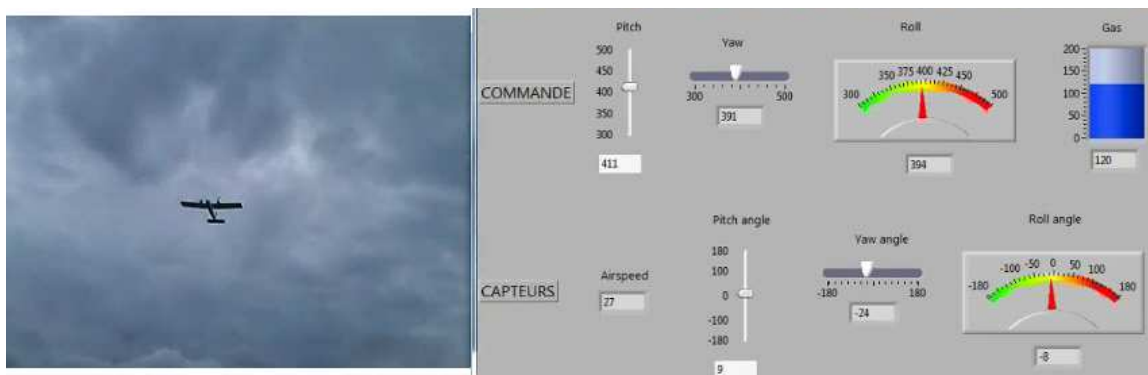 Pitch
500
450
400
350
300
411
Yaw
300 500
391
Roll
300 350 375 400 425 450 500
394
Gas
200
150
100
50
0
120
COMMANDE
CAPTEURS
Airspeed
27
Pitch angle
180
100
0
-100
-180
9
Yaw angle
-180 180
-24
Roll angle
-180 -100 -50 0 50 100 180
-8